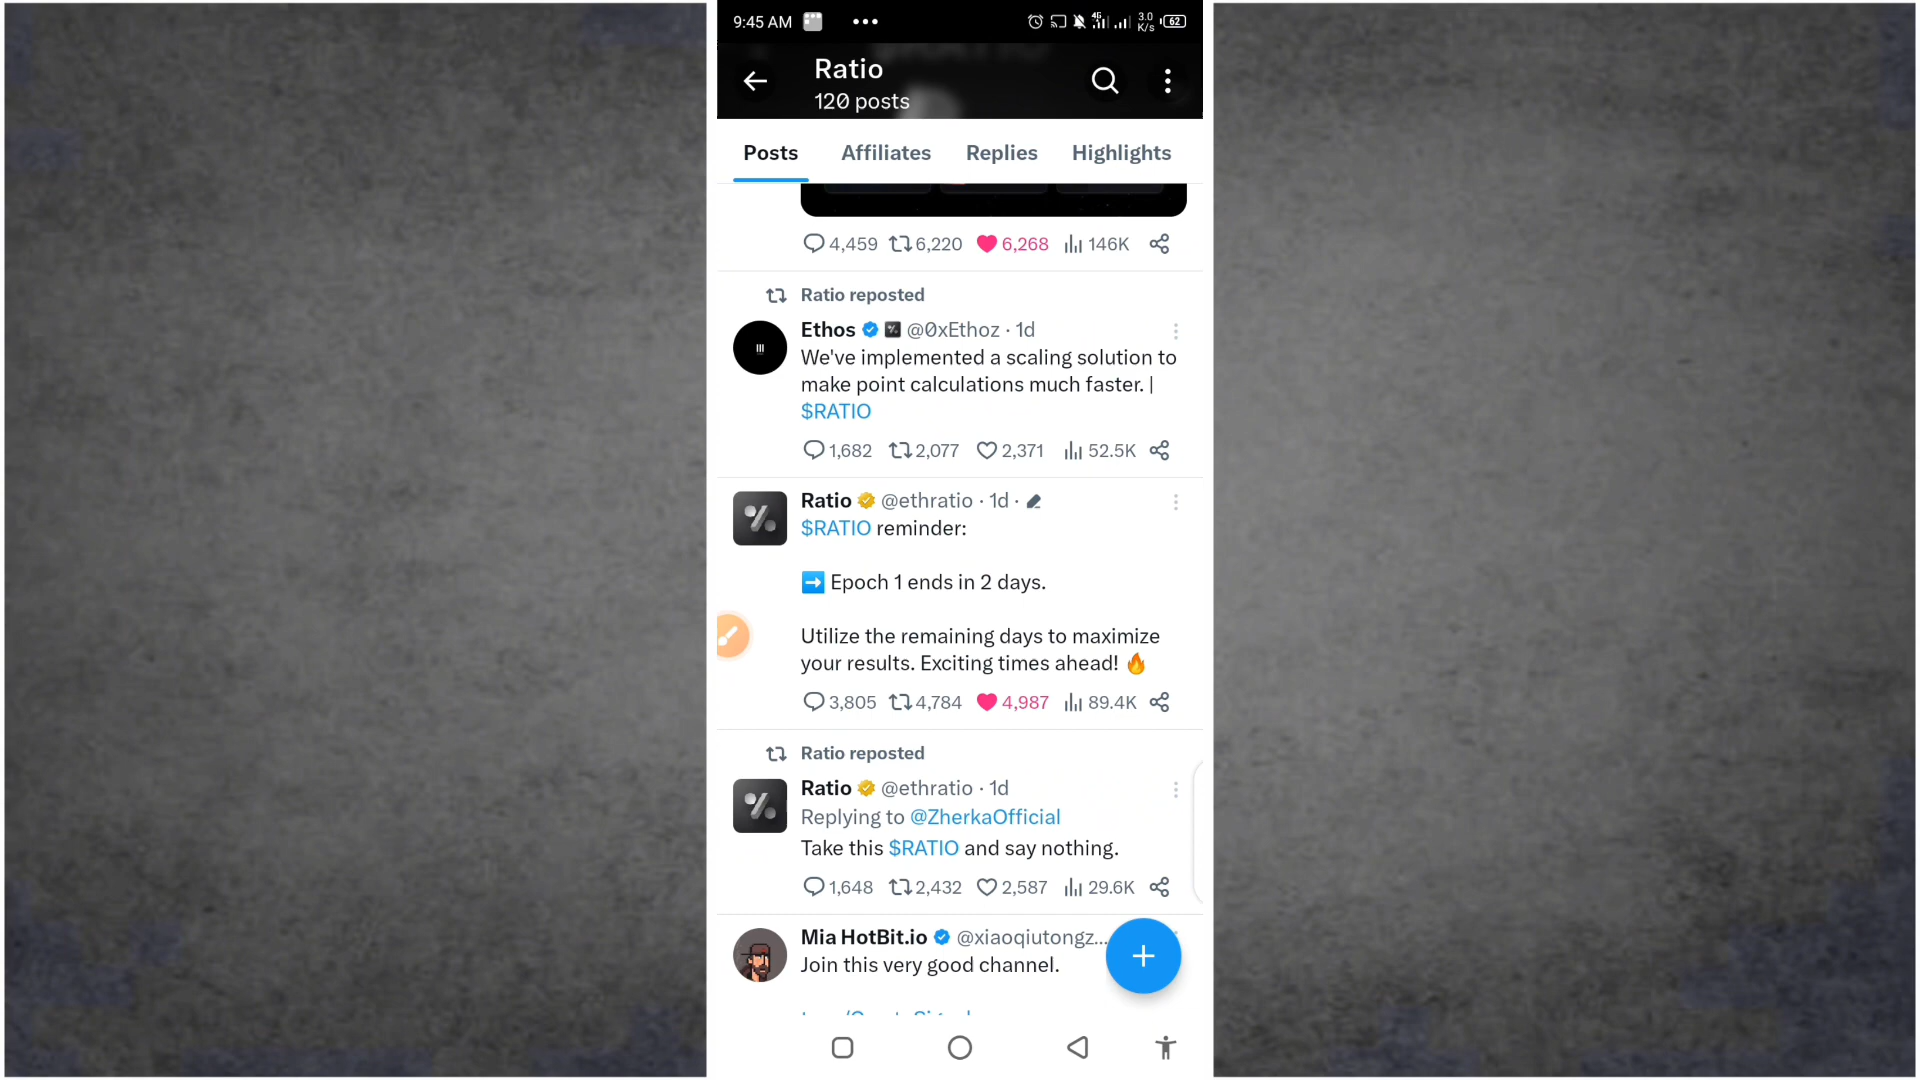 9:45 AM
4G
3.0
K/s
62
Ratio
120 posts
Posts Affiliates Replies Highlights
4,459 6,220 6,268 146K
Ratio reposted
Ethos @0xEthoz · 1d
We've implemented a scaling solution to
make point calculations much faster. |
$RATIO
1,682 2,077 2,371 52.5K
Ratio @ethratio · 1d ·
$RATIO reminder:
➡️ Epoch 1 ends in 2 days.
Utilize the remaining days to maximize
your results. Exciting times ahead! 🔥
3,805 4,784 4,987 89.4K
Ratio reposted
Ratio @ethratio · 1d
Replying to @ZherkaOfficial
Take this $RATIO and say nothing.
1,648 2,432 2,587 29.6K
Mia HotBit.io @xiaoqiutongz...
Join this very good channel.